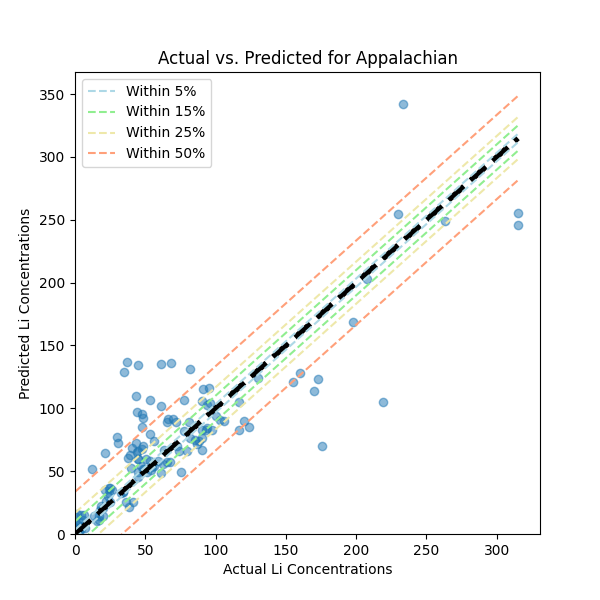 Actual vs. Predicted for Appalachian
Within 5%
Within 15%
Within 25%
Within 50%
350
300
250
200
150
100
50
0
Predicted Li Concentrations
0 50 100 150 200 250 300
Actual Li Concentrations